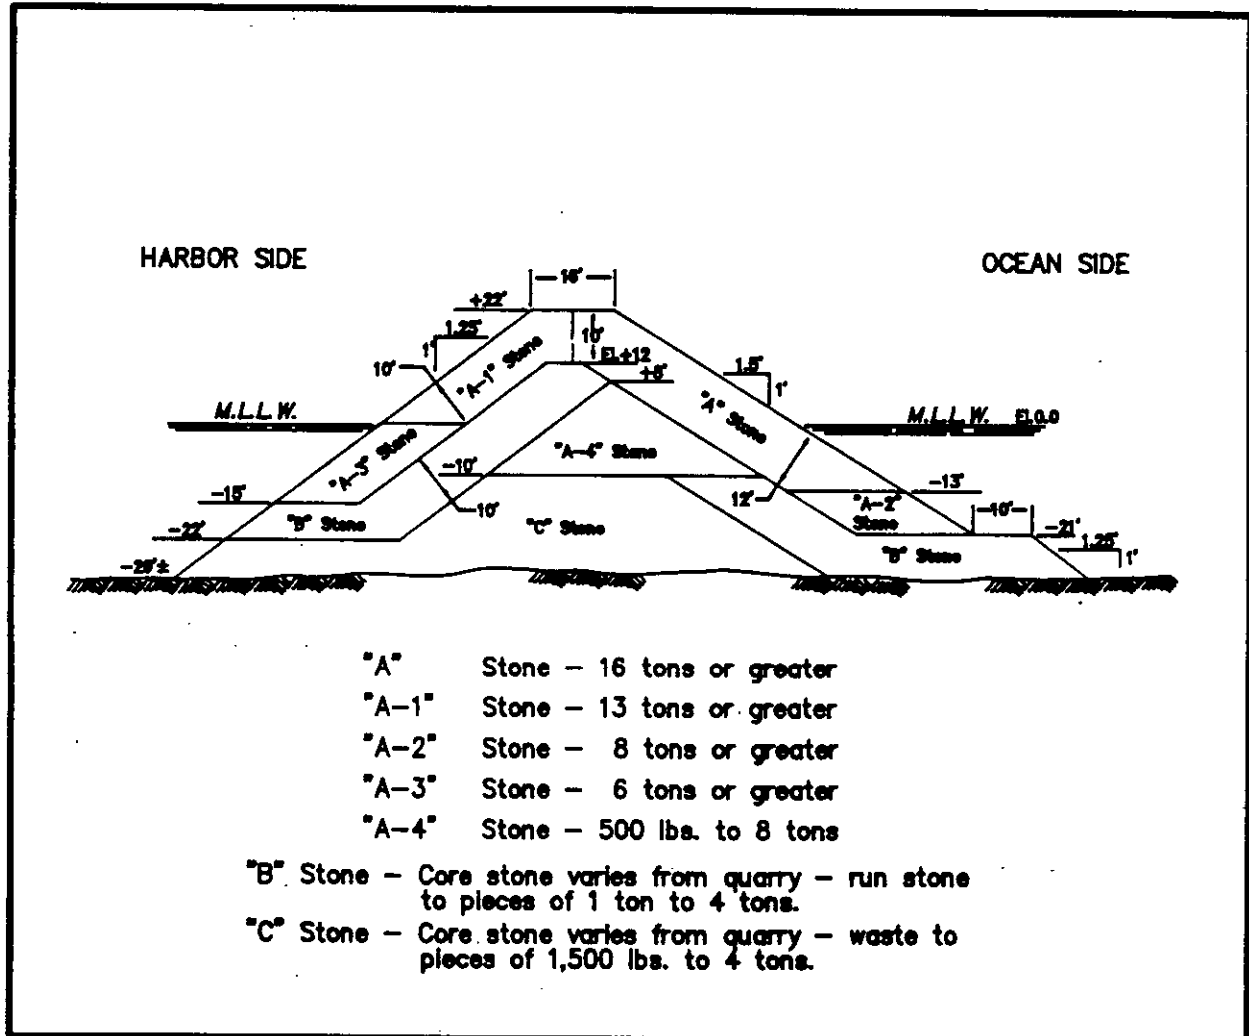 HARBOR SIDE
OCEAN SIDE
16'
+22'
10'
1.25'
1'
EL+12
+8'
10'
"A-1" Stone
1.5'
1'
"A" Stone
M.L.L.W.
M.L.L.W. El.0.0
"A-3" Stone
"A-4" Stone
-10'
-15'
10'
12'
-13'
"A-2"
Stone
-10'-
"B" Stone
"C" Stone
-22'
-21'
1.25'
1'
"B" Stone
"A" Stone – 16 tons or greater
"A-1" Stone – 13 tons or greater
"A-2" Stone – 8 tons or greater
"A-3" Stone – 6 tons or greater
"A-4" Stone – 500 lbs. to 8 tons
"B" Stone – Core stone varies from quarry – run stone
to pieces of 1 ton to 4 tons.
"C" Stone – Core stone varies from quarry – waste to
pieces of 1,500 lbs. to 4 tons.